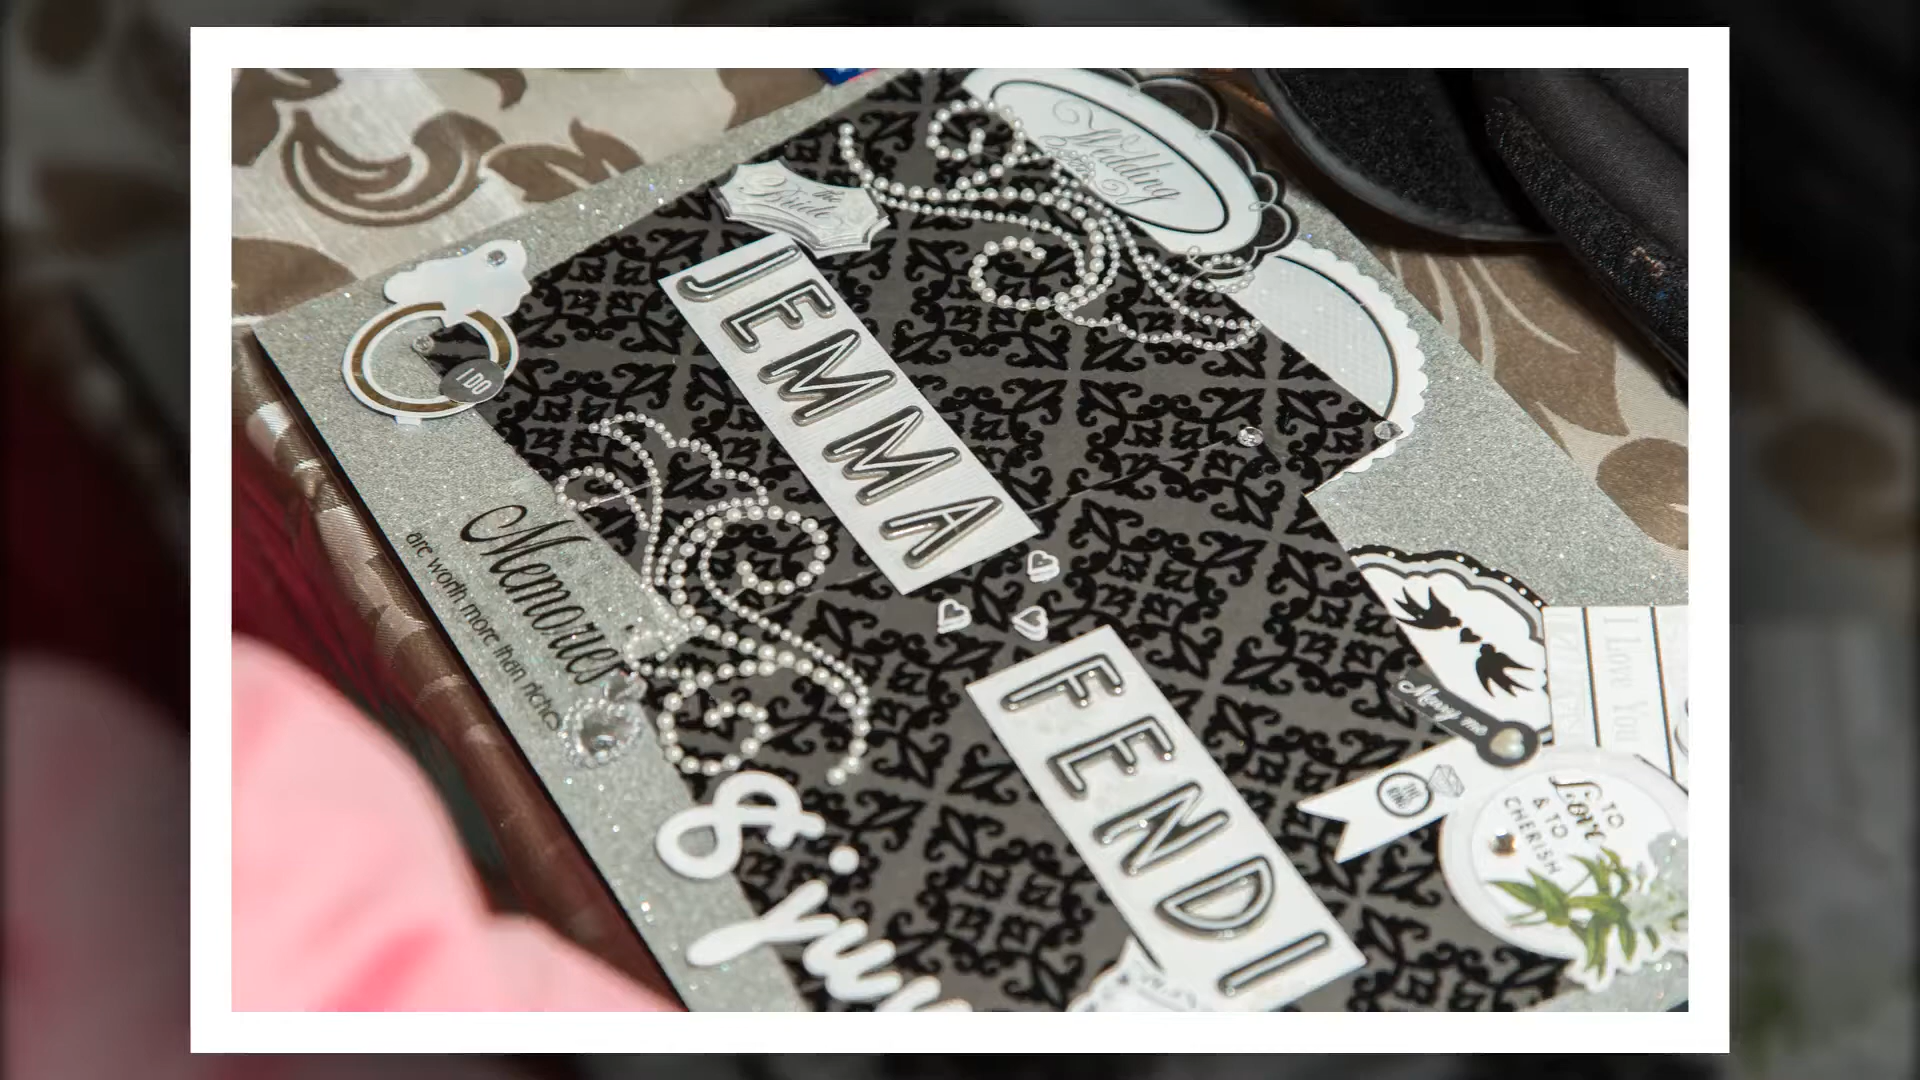 Wedding
the
Bride
JEMMA
I DO
Memories
are worth more than riches
FENDI
I Love You
Marry me
Love
TO
& TO
CHERISH
&